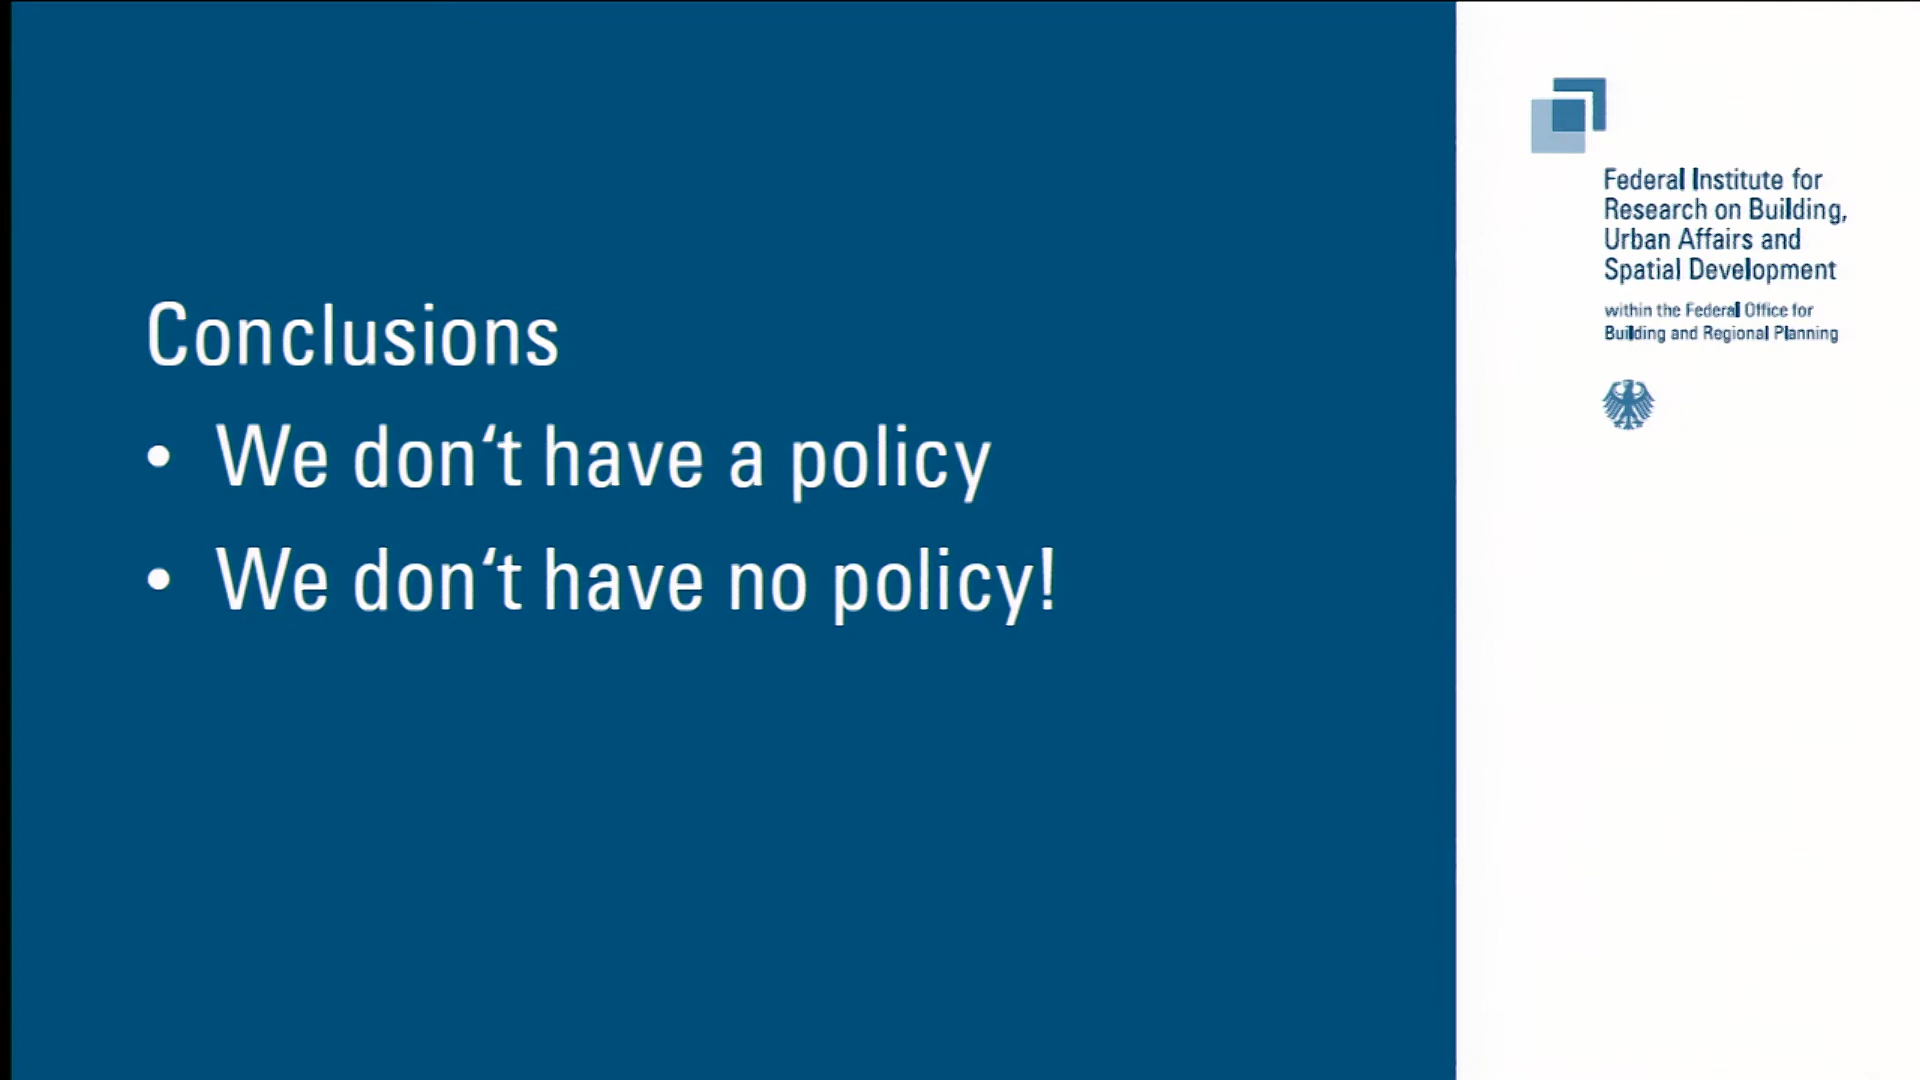 Conclusions
• We don‘t have a policy
• We don‘t have no policy!
Federal Institute for
Research on Building,
Urban Affairs and
Spatial Development
within the Federal Office for
Building and Regional Planning